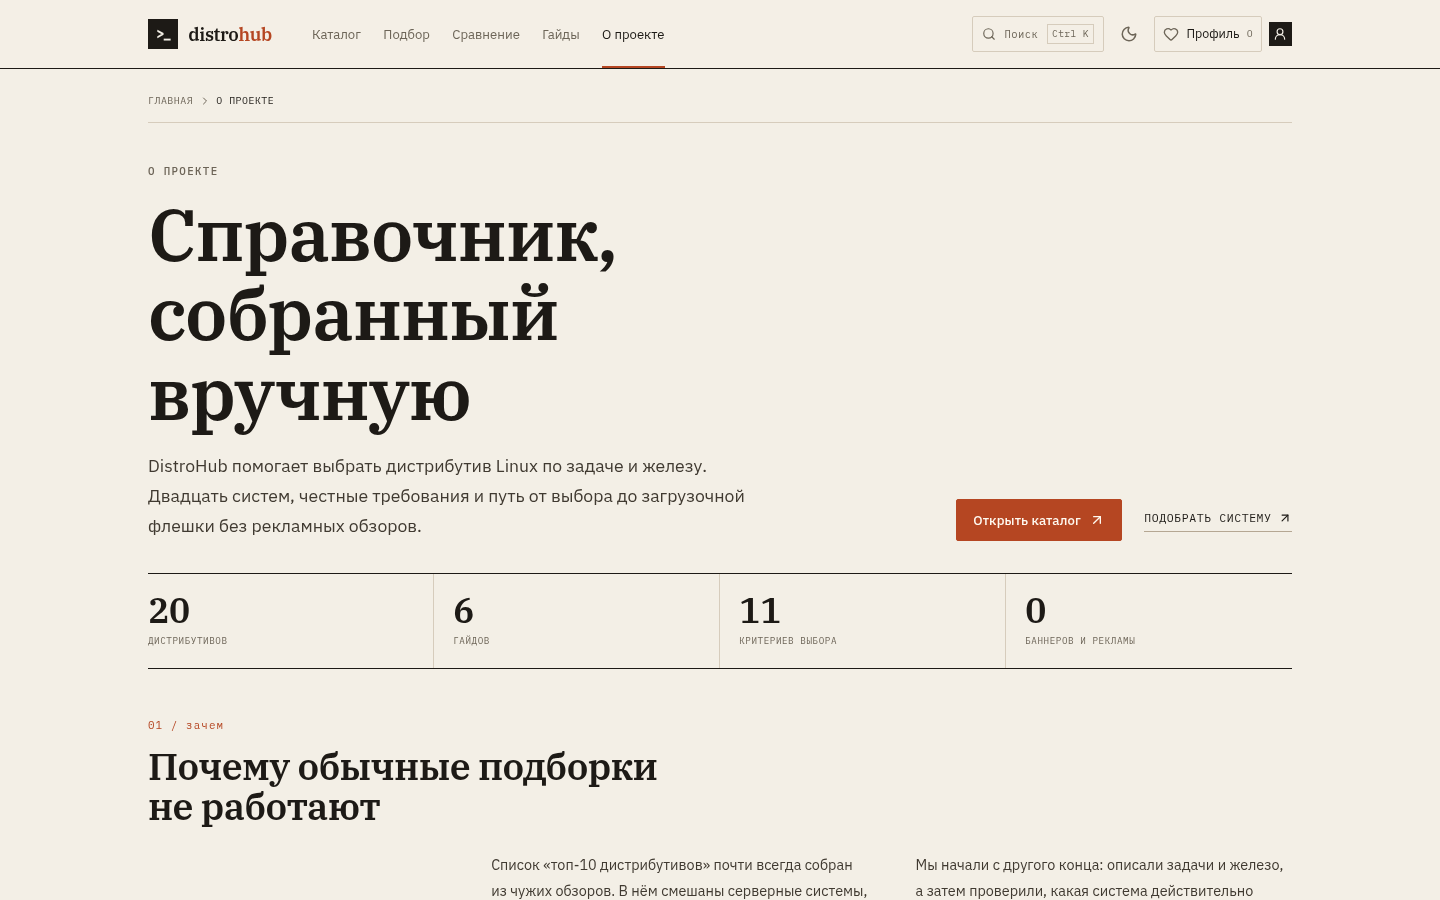 >_ distrohub Каталог Подбор Сравнение Гайды О проекте Поиск Ctrl K Профиль 0
ГЛАВНАЯ > О ПРОЕКТЕ
О ПРОЕКТЕ
Справочник,
собранный
вручную
DistroHub помогает выбрать дистрибутив Linux по задаче и железу.
Двадцать систем, честные требования и путь от выбора до загрузочной
флешки без рекламных обзоров.
Открыть каталог ПОДОБРАТЬ СИСТЕМУ
20 6 11 0
ДИСТРИБУТИВОВ ГАЙДОВ КРИТЕРИЕВ ВЫБОРА БАННЕРОВ И РЕКЛАМЫ
01 / зачем
Почему обычные подборки
не работают
Список «топ-10 дистрибутивов» почти всегда собран
из чужих обзоров. В нём смешаны серверные системы,
Мы начали с другого конца: описали задачи и железо,
а затем проверили, какая система действительно